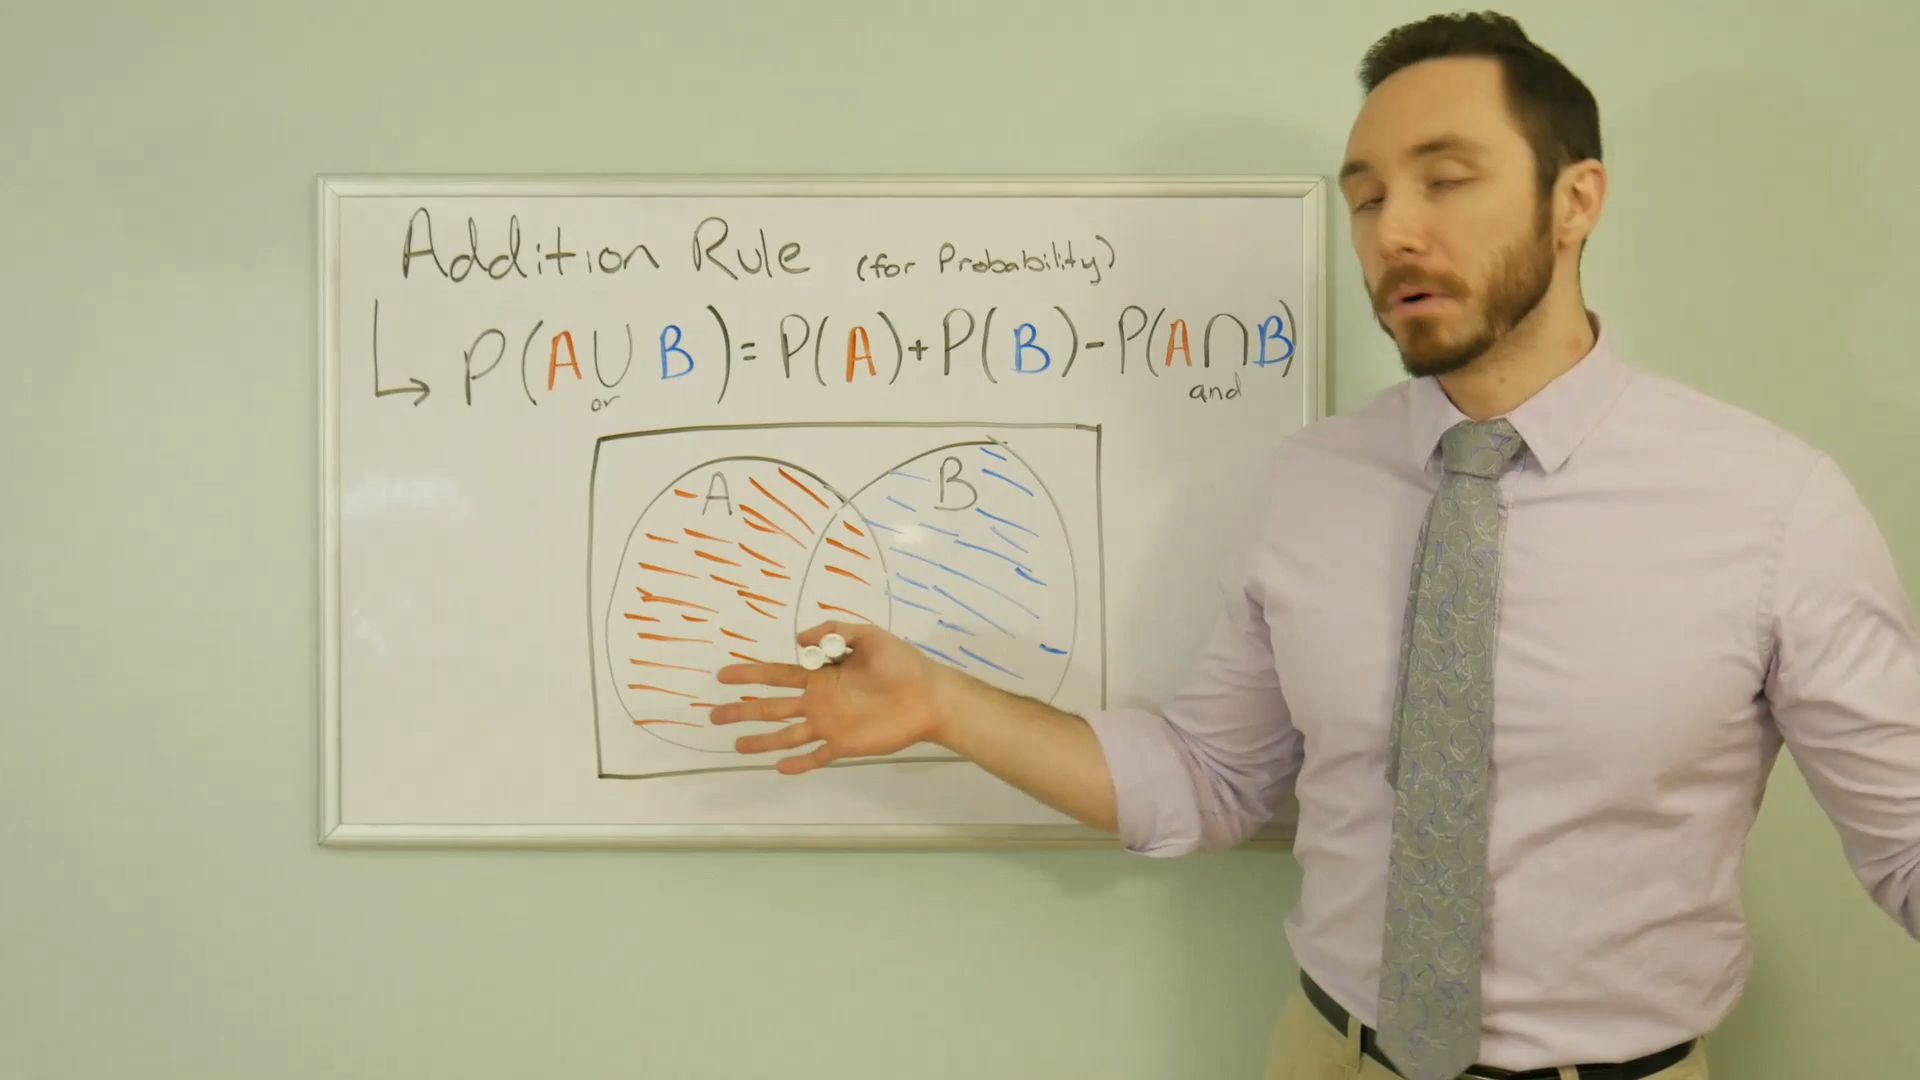 Addition Rule (for Probability)
P(A∪B)=P(A)+P(B)-P(A∩B)
or and
A B